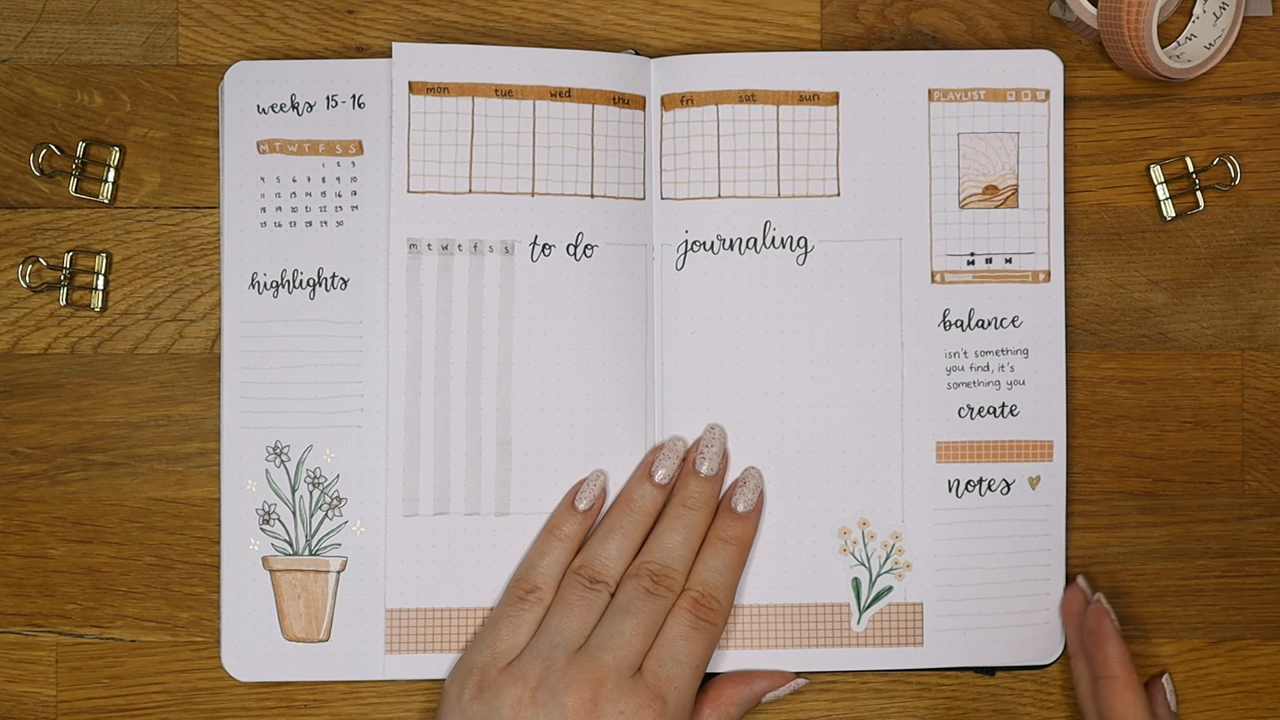 weeks 15-16
M T W T F S S
1 2 3
4 5 6 7 8 9 10
11 12 13 14 15 16 17
18 19 20 21 22 23 24
25 26 27 28 29 30
highlights
mon tue wed thu
m t w t f s s
to do
fri sat sun
journaling
PLAYLIST
balance
isn't something
you find, it's
something you
create
notes